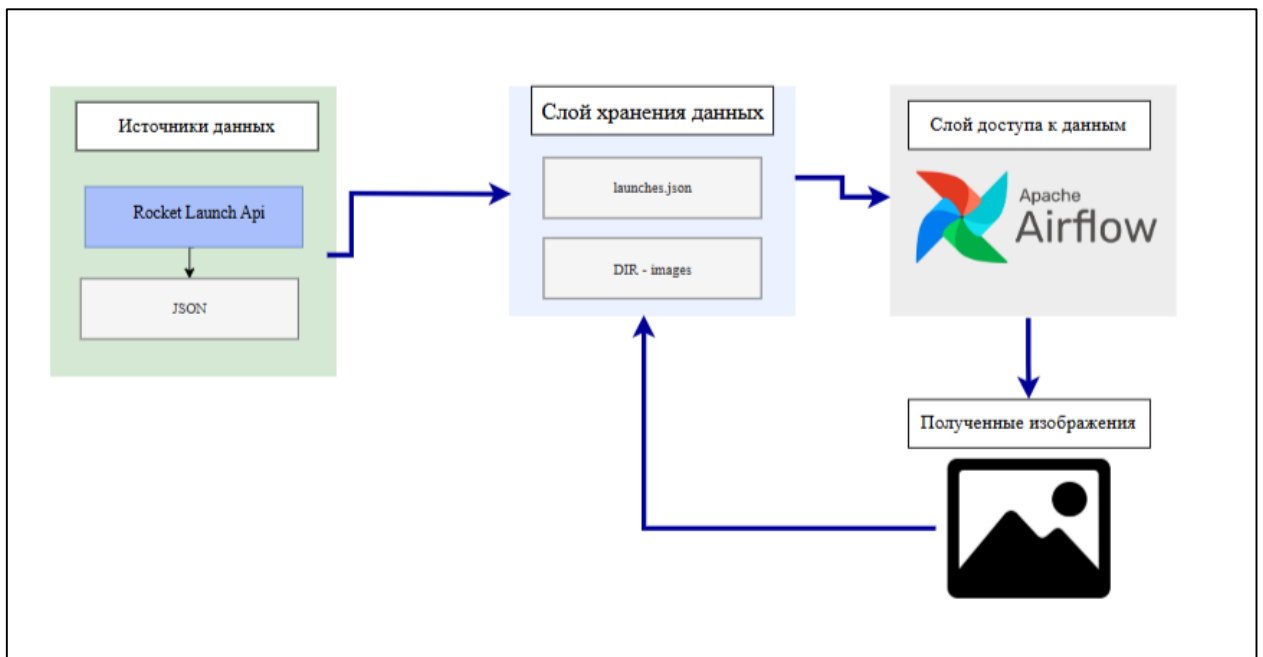 Источники данных
Rocket Launch Api
JSON
Слой хранения данных
launches.json
DIR - images
Слой доступа к данным
Apache
Airflow
Полученные изображения